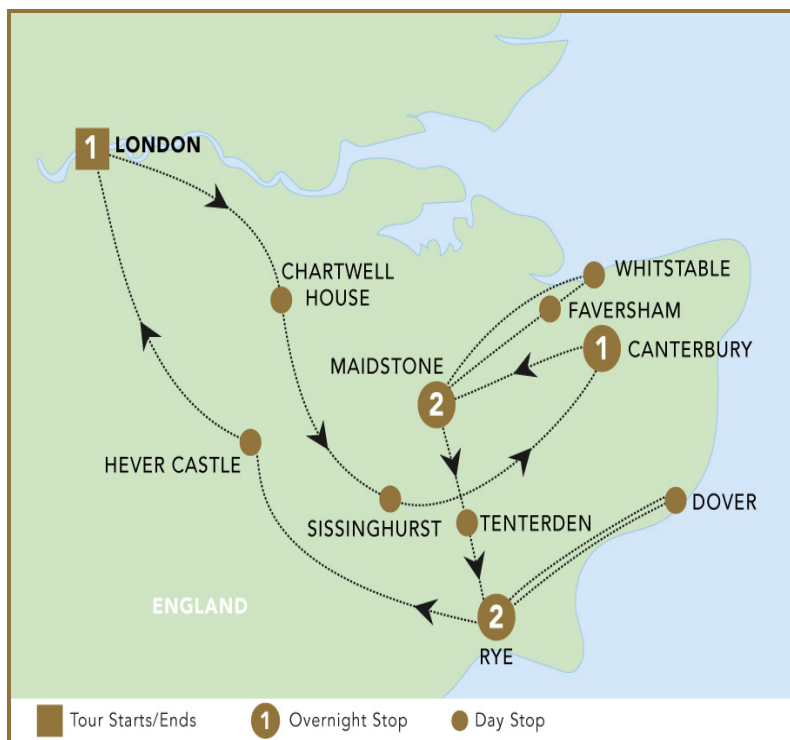 1 LONDON
CHARTWELL
HOUSE
WHITSTABLE
FAVERSHAM
1 CANTERBURY
MAIDSTONE
2
HEVER CASTLE
SISSINGHURST
TENTERDEN
DOVER
ENGLAND
2
RYE
Tour Starts/Ends
1 Overnight Stop
Day Stop